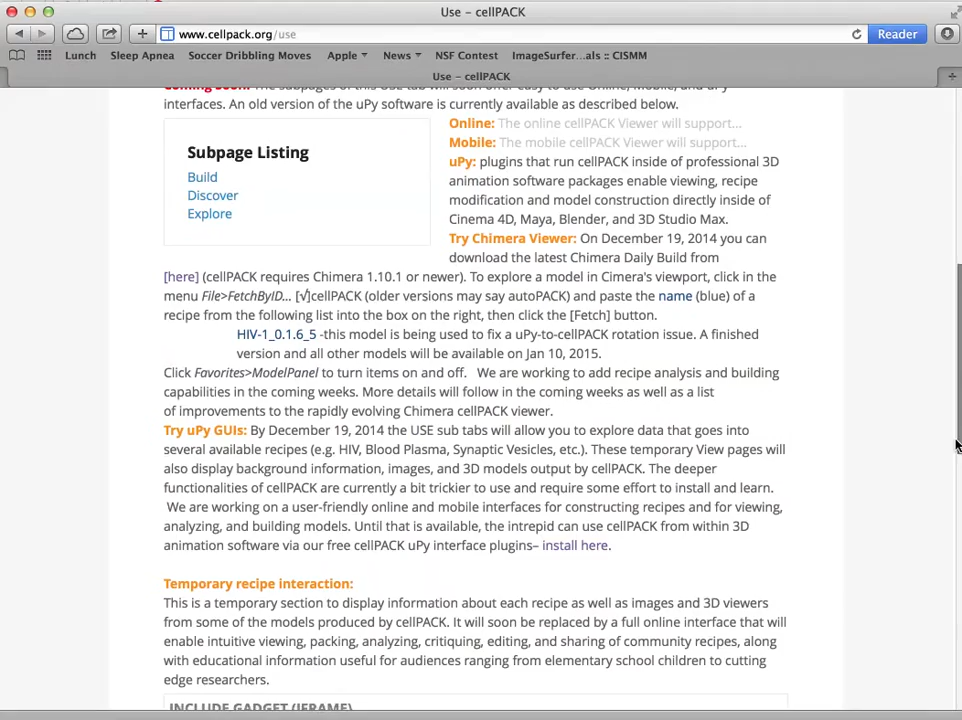 Use – cellPACK
www.cellpack.org/use
Reader
Lunch Sleep Apnea Soccer Dribbling Moves Apple News NSF Contest ImageSurfer...als :: CISMM
Use – cellPACK
Coming soon: The subpages of this USE tab will soon offer easy to use Online, Mobile, and uPy
interfaces. An old version of the uPy software is currently available as described below.
Subpage Listing
Build
Discover
Explore
Online: The online cellPACK Viewer will support...
Mobile: The mobile cellPACK Viewer will support...
uPy: plugins that run cellPACK inside of professional 3D
animation software packages enable viewing, recipe
modification and model construction directly inside of
Cinema 4D, Maya, Blender, and 3D Studio Max.
Try Chimera Viewer: On December 19, 2014 you can
download the latest Chimera Daily Build from
[here] (cellPACK requires Chimera 1.10.1 or newer). To explore a model in Cimera's viewport, click in the
menu File>FetchByID... [√]cellPACK (older versions may say autoPACK) and paste the name (blue) of a
recipe from the following list into the box on the right, then click the [Fetch] button.
HIV-1_0.1.6_5 -this model is being used to fix a uPy-to-cellPACK rotation issue. A finished
version and all other models will be available on Jan 10, 2015.
Click Favorites>ModelPanel to turn items on and off. We are working to add recipe analysis and building
capabilities in the coming weeks. More details will follow in the coming weeks as well as a list
of improvements to the rapidly evolving Chimera cellPACK viewer.
Try uPy GUIs: By December 19, 2014 the USE sub tabs will allow you to explore data that goes into
several available recipes (e.g. HIV, Blood Plasma, Synaptic Vesicles, etc.). These temporary View pages will
also display background information, images, and 3D models output by cellPACK. The deeper
functionalities of cellPACK are currently a bit trickier to use and require some effort to install and learn.
We are working on a user-friendly online and mobile interfaces for constructing recipes and for viewing,
analyzing, and building models. Until that is available, the intrepid can use cellPACK from within 3D
animation software via our free cellPACK uPy interface plugins– install here.
Temporary recipe interaction:
This is a temporary section to display information about each recipe as well as images and 3D viewers
from some of the models produced by cellPACK. It will soon be replaced by a full online interface that will
enable intuitive viewing, packing, analyzing, critiquing, editing, and sharing of community recipes, along
with educational information useful for audiences ranging from elementary school children to cutting
edge researchers.
INCLUDE GADGET (IFRAME)